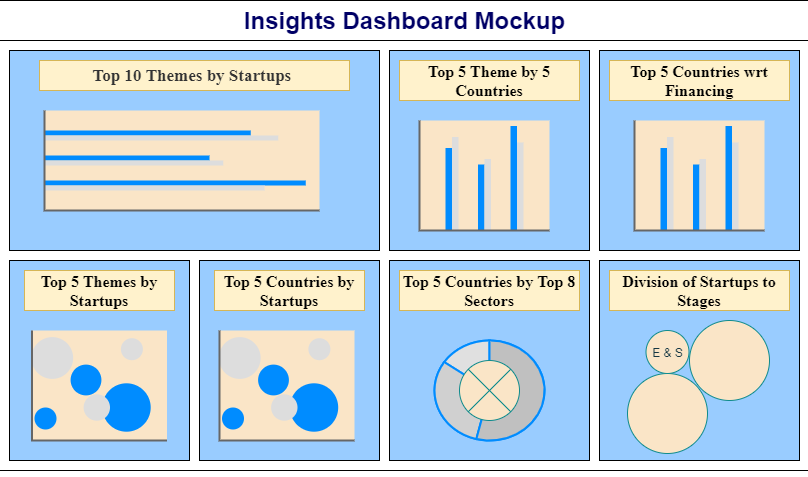 Insights Dashboard Mockup
Top 10 Themes by Startups
Top 5 Theme by 5
Countries
Top 5 Countries wrt
Financing
Top 5 Themes by
Startups
Top 5 Countries by
Startups
Top 5 Countries by Top 8
Sectors
Division of Startups to
Stages
E & S